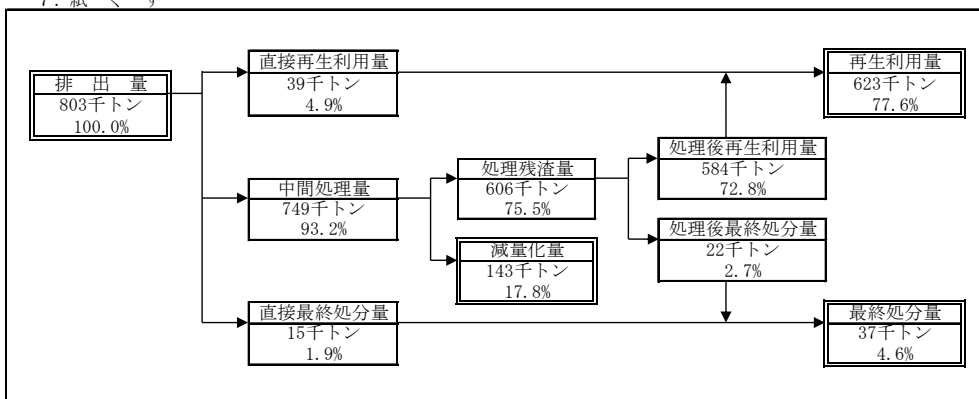 7. 紙 く ず
排 出 量
803千トン
100.0%
直接再生利用量
39千トン
4.9%
再生利用量
623千トン
77.6%
中間処理量
749千トン
93.2%
処理残渣量
606千トン
75.5%
処理後再生利用量
584千トン
72.8%
減量化量
143千トン
17.8%
処理後最終処分量
22千トン
2.7%
直接最終処分量
15千トン
1.9%
最終処分量
37千トン
4.6%